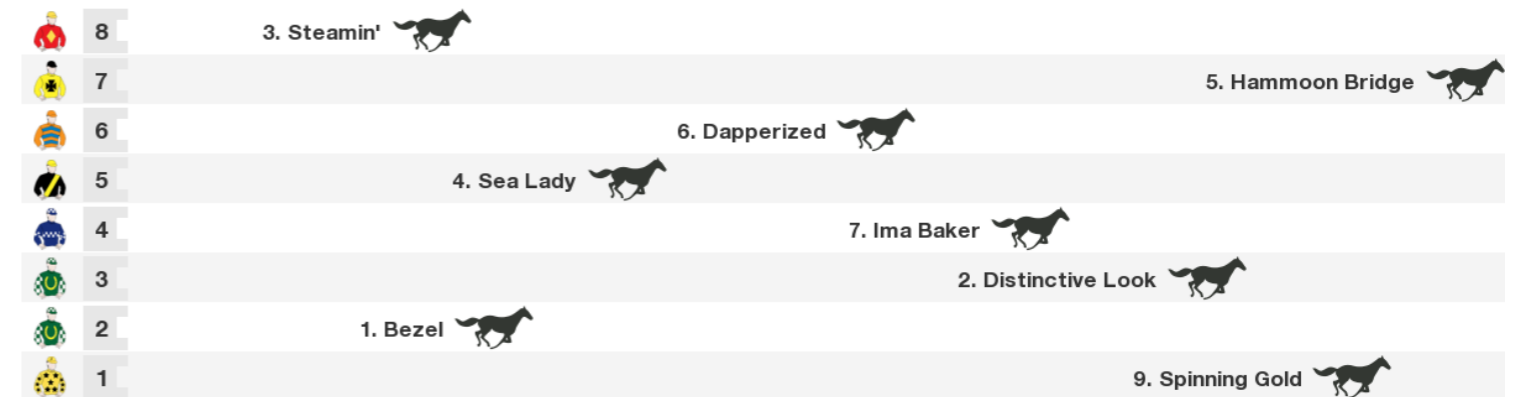 8 3. Steamin'
7 5. Hammoon Bridge
6 6. Dapperized
5 4. Sea Lady
4 7. Ima Baker
3 2. Distinctive Look
2 1. Bezel
1 9. Spinning Gold